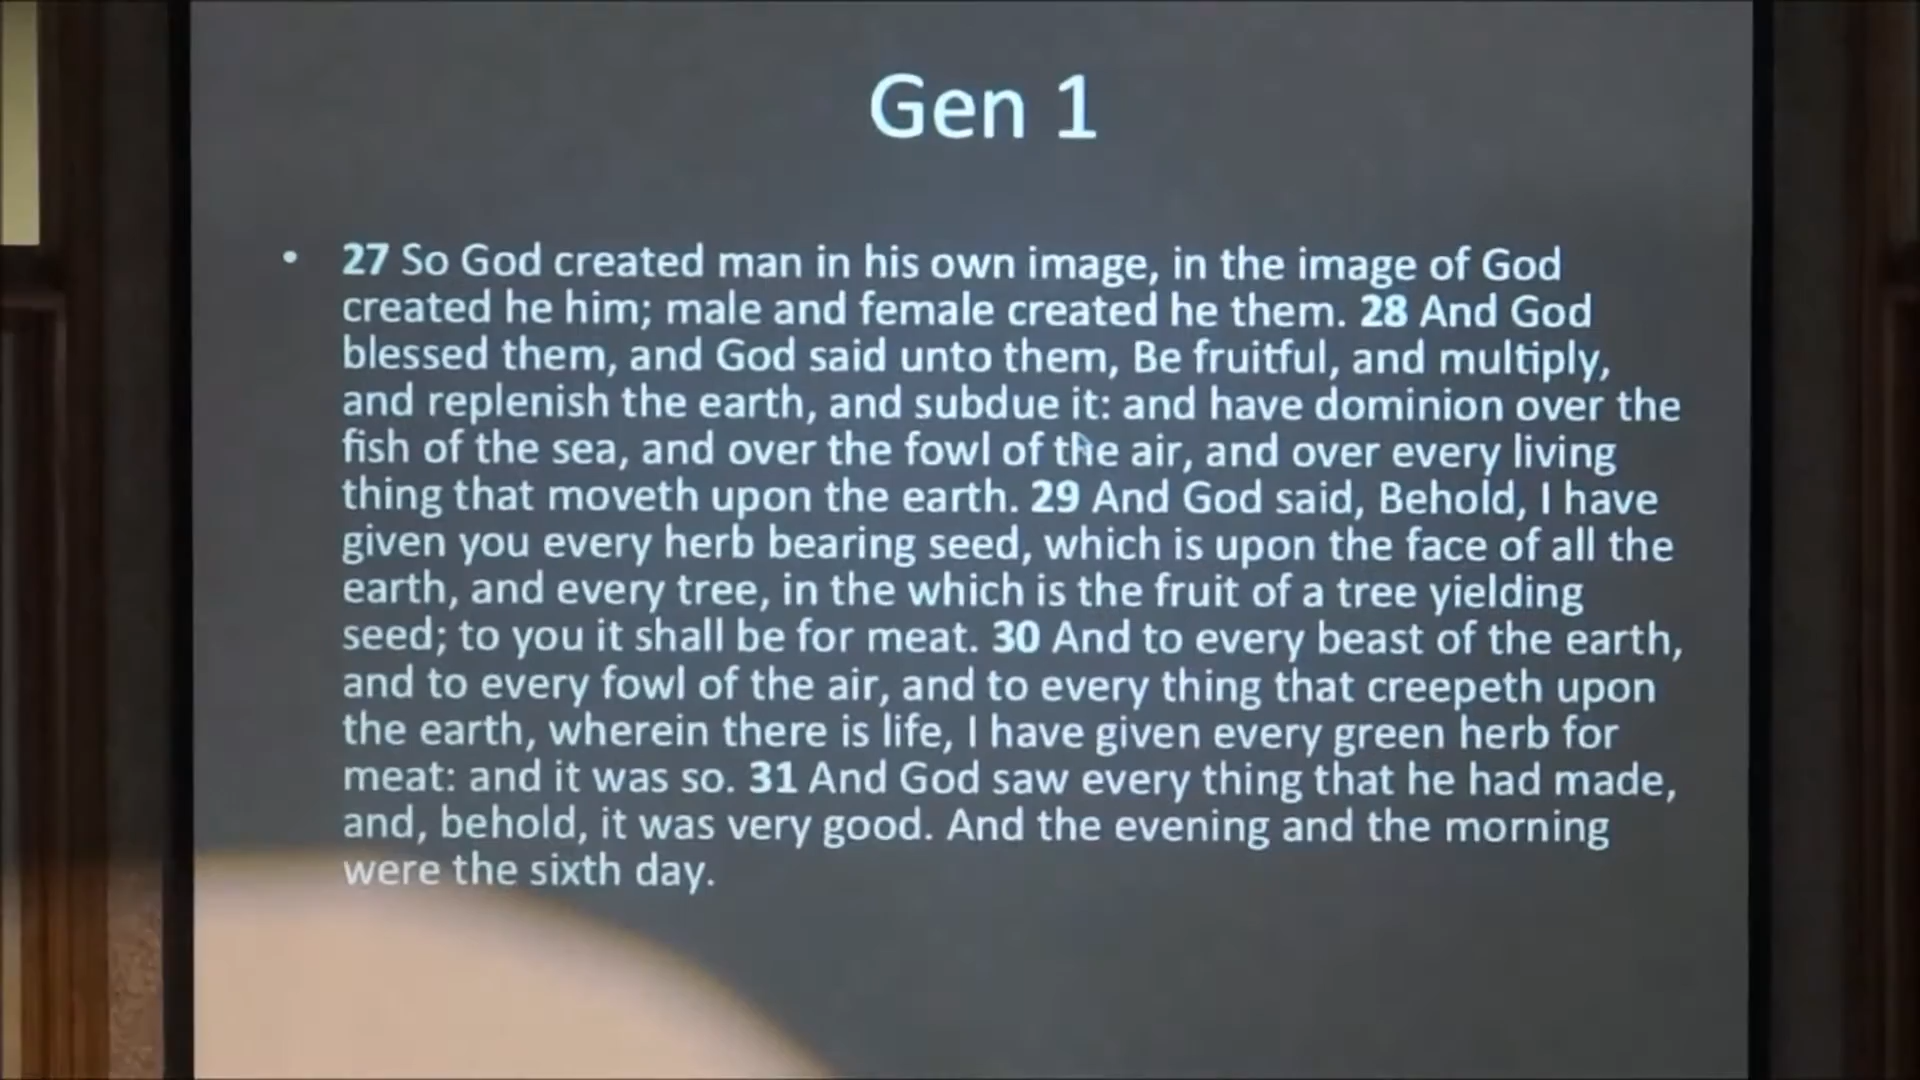 Gen 1
• 27 So God created man in his own image, in the image of God
created he him; male and female created he them. 28 And God
blessed them, and God said unto them, Be fruitful, and multiply,
and replenish the earth, and subdue it: and have dominion over the
fish of the sea, and over the fowl of the air, and over every living
thing that moveth upon the earth. 29 And God said, Behold, I have
given you every herb bearing seed, which is upon the face of all the
earth, and every tree, in the which is the fruit of a tree yielding
seed; to you it shall be for meat. 30 And to every beast of the earth,
and to every fowl of the air, and to every thing that creepeth upon
the earth, wherein there is life, I have given every green herb for
meat: and it was so. 31 And God saw every thing that he had made,
and, behold, it was very good. And the evening and the morning
were the sixth day.